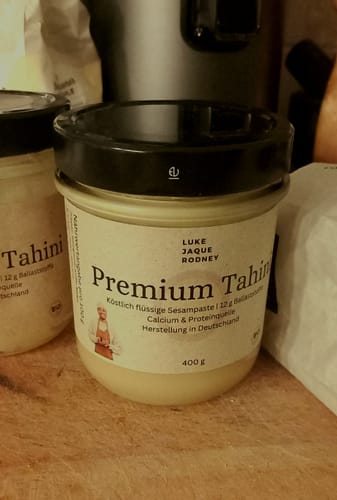 LUKE
JAQUE
RODNEY
Premium Tahini
Köstlich flüssige Sesampaste | 12 g Ballaststoffe
Calcium & Proteinquelle
Herstellung in Deutschland
400 g
Tahini
| 12 g Ballaststoffe
BIO